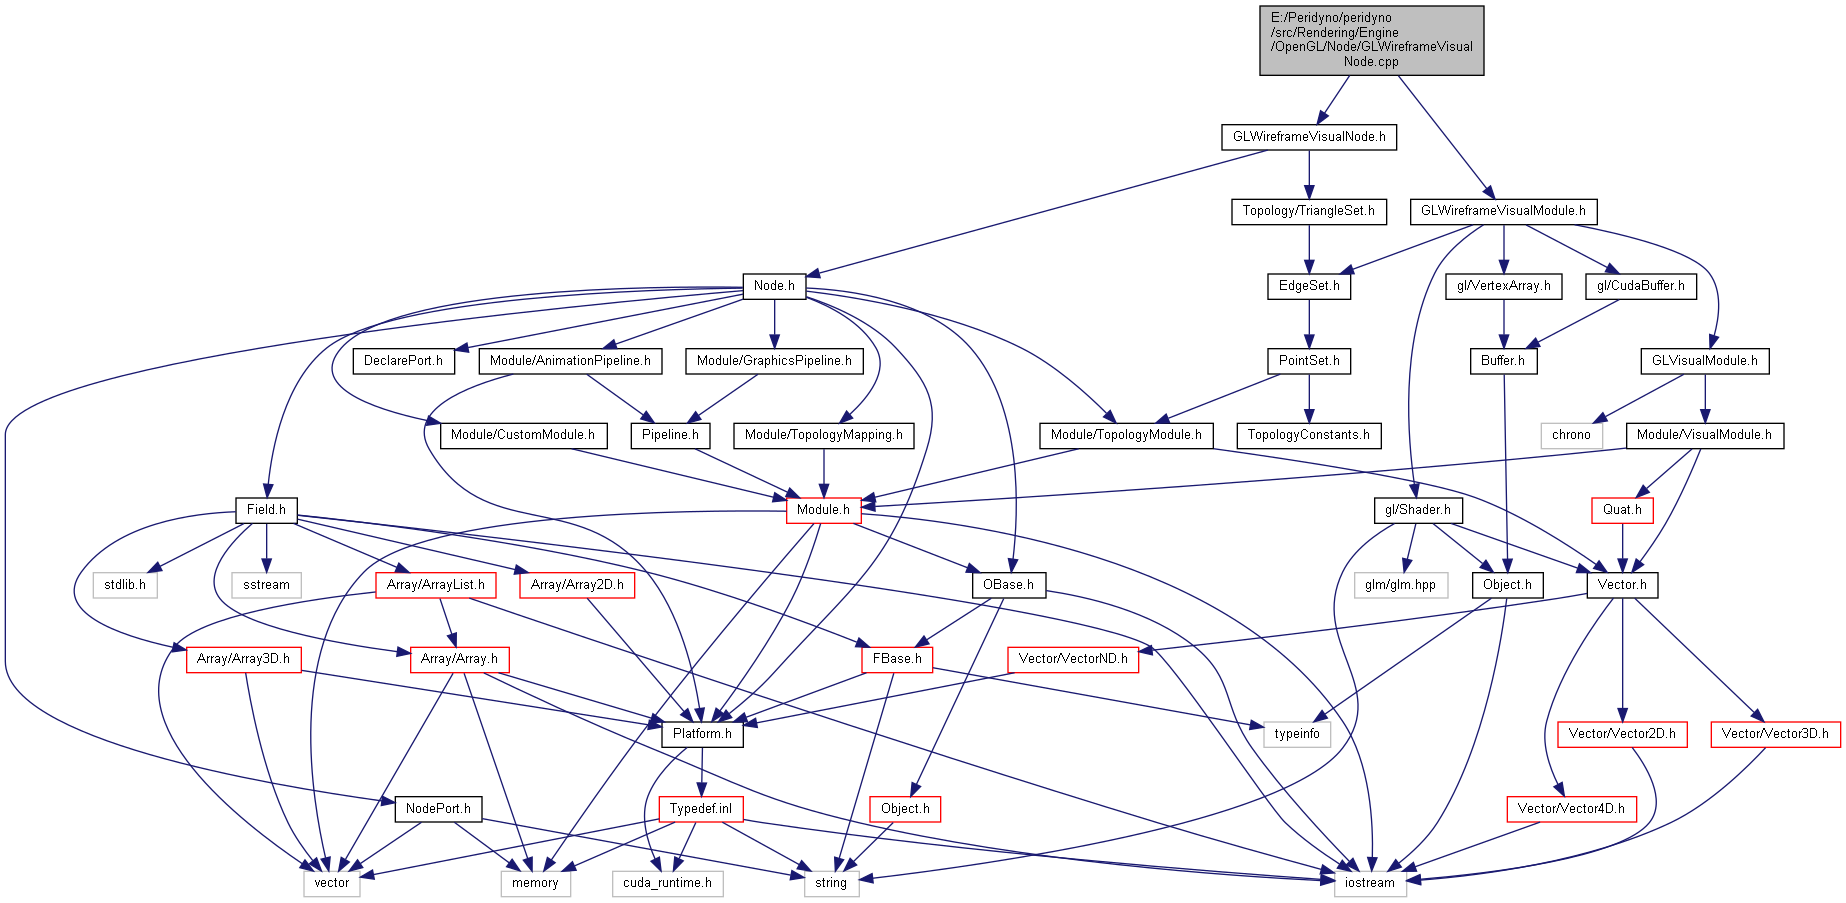 E:/Peridyno/peridyno
/src/Rendering/Engine
/OpenGL/Node/GLWireframeVisual
Node.cpp
GLWireframeVisualNode.h
Topology/TriangleSet.h
GLWireframeVisualModule.h
Node.h
EdgeSet.h
gl/VertexArray.h
gl/CudaBuffer.h
DeclarePort.h
Module/AnimationPipeline.h
Module/GraphicsPipeline.h
PointSet.h
Buffer.h
GLVisualModule.h
Module/CustomModule.h
Pipeline.h
Module/TopologyMapping.h
Module/TopologyModule.h
TopologyConstants.h
chrono
Module/VisualModule.h
Field.h
Module.h
gl/Shader.h
Quat.h
stdlib.h
sstream
Array/ArrayList.h
Array/Array2D.h
OBase.h
glm/glm.hpp
Object.h
Vector.h
Array/Array3D.h
Array/Array.h
FBase.h
Vector/VectorND.h
Platform.h
typeinfo
Vector/Vector2D.h
Vector/Vector3D.h
NodePort.h
Typedef.inl
Object.h
Vector/Vector4D.h
vector
memory
cuda_runtime.h
string
iostream